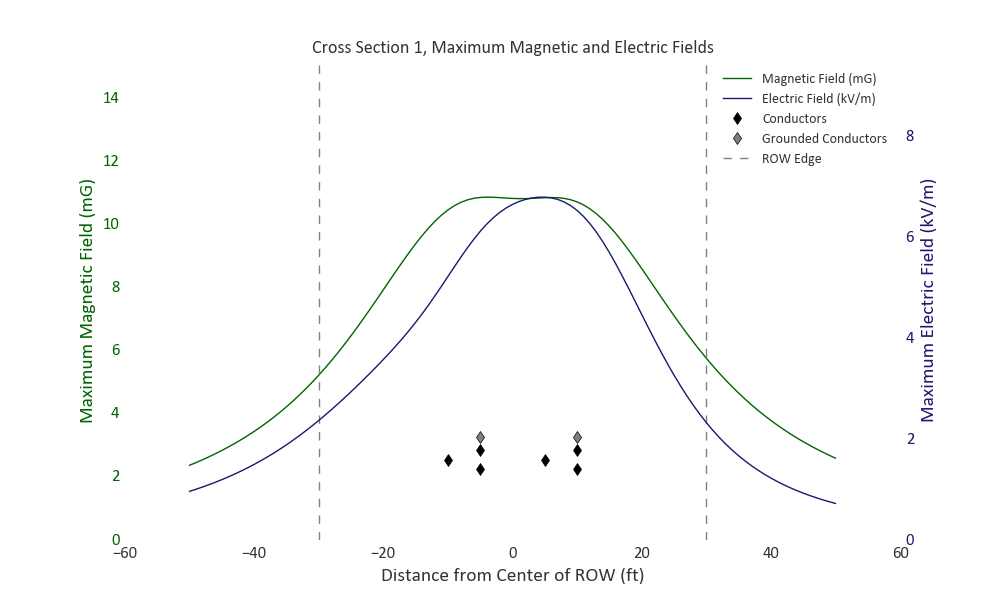 Cross Section 1, Maximum Magnetic and Electric Fields
Magnetic Field (mG)
Electric Field (kV/m)
Conductors
Grounded Conductors
ROW Edge
Maximum Magnetic Field (mG)
14
12
10
8
6
4
2
0
8
6
4
2
0
Maximum Electric Field (kV/m)
−60 −40 −20 0 20 40 60
Distance from Center of ROW (ft)